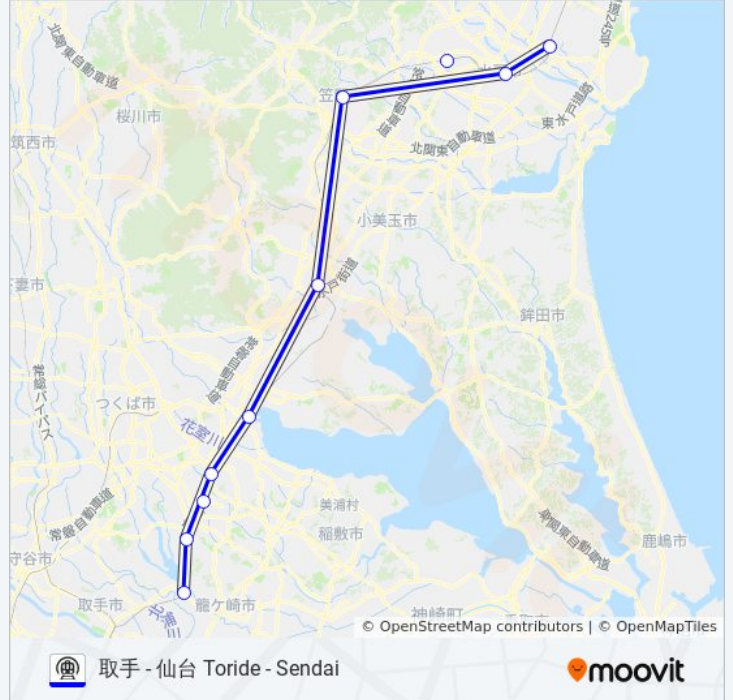 道245号
北関東自動車道
桜川市
筑西市
東水戸道路
北関東自動車道
小美玉市
水戸街道
鉾田市
常磐自動車道
常総バイパス
つくば市
花室川
美浦村
稲敷市
常磐自動車道
東関東自動車道
鹿嶋市
守谷市
取手市
龍ケ崎市
神崎町
© OpenStreetMap contributors | © OpenMapTiles
取手 - 仙台 Toride - Sendai
moovit